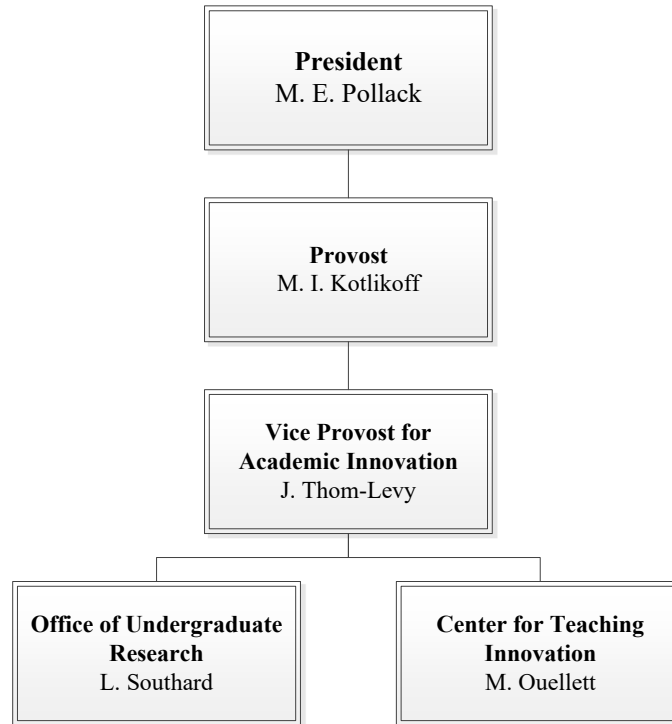 President
M. E. Pollack
Provost
M. I. Kotlikoff
Vice Provost for
Academic Innovation
J. Thom-Levy
Office of Undergraduate
Research
L. Southard
Center for Teaching
Innovation
M. Ouellett